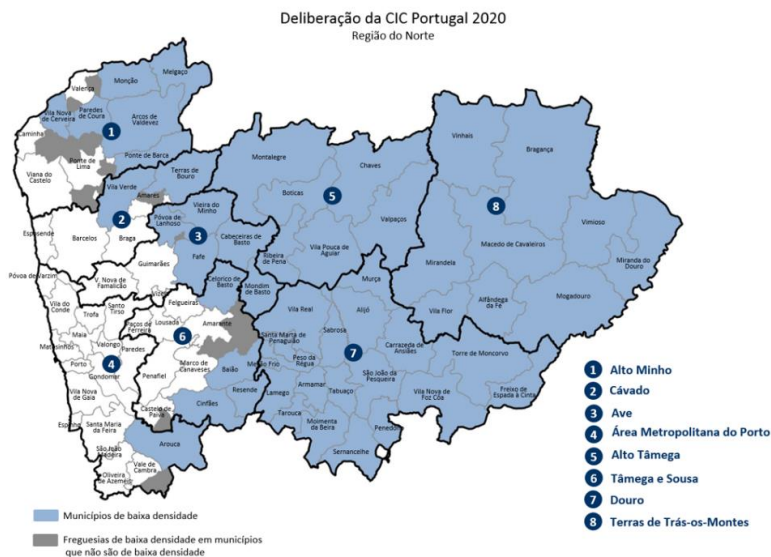 Deliberação da CIC Portugal 2020
Região do Norte
Melgaço
Valença
Monção
Vila Nova
de Cerveira
Paredes
de Coura
Arcos de
Valdevez
1
Caminha
Ponte de
Lima
Ponte de Barca
Viana do
Castelo
Vila Verde
Terras de
Bouro
Amares
2
Esposende
Barcelos
Braga
Vieira do
Minho
Póvoa de
Lanhoso
3
Cabeceiras de
Basto
Fafe
Guimarães
Póvoa de Varzim
V. Nova de
Famalicão
Celorico de
Basto
Mondim de
Basto
Montalegre
Chaves
Boticas
5
Valpaços
Vila Pouca de
Aguiar
Ribeira
de Pena
Vinhais
Bragança
8
Vimioso
Macedo de Cavaleiros
Miranda do
Douro
Mirandela
Mogadouro
Alfândega
da Fé
Vila Flor
Vila do
Conde
Santo
Tirso
Trofa
Maia
Matosinhos
Valongo
Paredes
Porto
4
Gondomar
Vila Nova
de Gaia
Espinho
Santa Maria
da Feira
São João
Madeira
Oliveira
de Azeméis
Vale de
Cambra
Arouca
Felgueiras
Lousada
Paços de
Ferreira
6
Amarante
Penafiel
Marco de
Canaveses
Baião
Castelo de
Paiva
Cinfães
Resende
Murça
Vila Real
Alijó
Sabrosa
Santa Marta de
Penaguião
7
Carrazeda de
Ansiães
Mesão Frio
Peso da
Régua
Torre de Moncorvo
São João da
Pesqueira
Lamego
Armamar
Tabuaço
Vila Nova de
Foz Côa
Freixo de
Espada à Cinta
Tarouca
Moimenta
da Beira
Penedono
Sernancelhe
1 Alto Minho
2 Cávado
3 Ave
4 Área Metropolitana do Porto
5 Alto Tâmega
6 Tâmega e Sousa
7 Douro
8 Terras de Trás-os-Montes
Municípios de baixa densidade
Freguesias de baixa densidade em municípios
que não são de baixa densidade